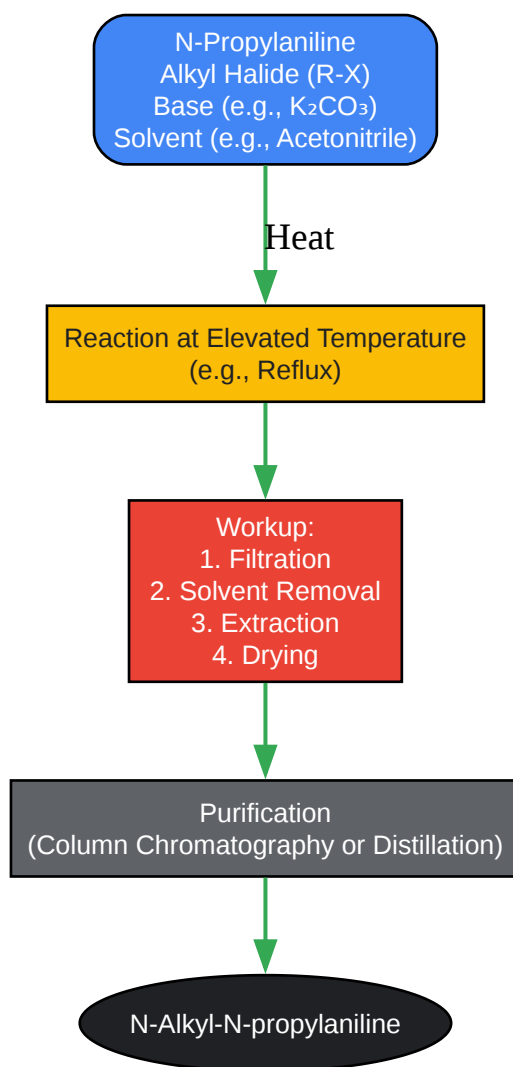 N-Propylaniline
Alkyl Halide (R-X)
Base (e.g., K₂CO₃)
Solvent (e.g., Acetonitrile)
Heat
Reaction at Elevated Temperature
(e.g., Reflux)
Workup:
1. Filtration
2. Solvent Removal
3. Extraction
4. Drying
Purification
(Column Chromatography or Distillation)
N-Alkyl-N-propylaniline